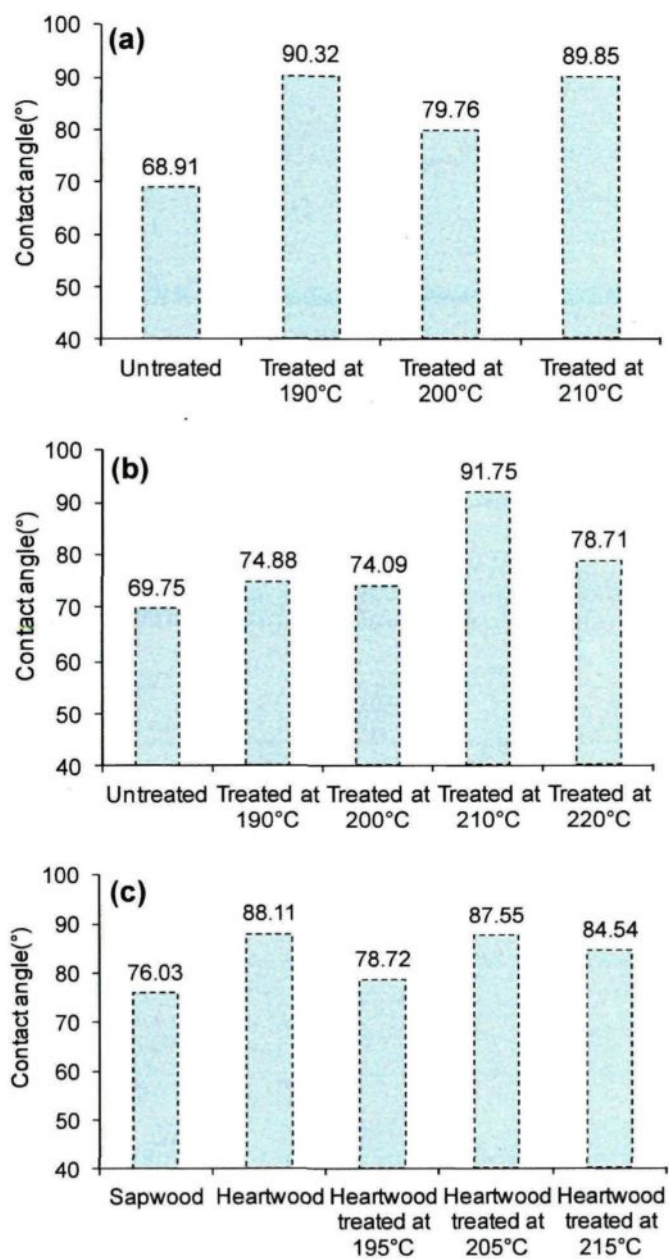 (a)
Contact angle(°)
100
90
80
70
60
50
40
68.91
90.32
79.76
89.85
Untreated
Treated at
190°C
Treated at
200°C
Treated at
210°C
(b)
Contact angle(°)
100
90
80
70
60
50
40
69.75
74.88
74.09
91.75
78.71
Untreated
Treated at
190°C
Treated at
200°C
Treated at
210°C
Treated at
220°C
(c)
Contact angle(°)
100
90
80
70
60
50
40
76.03
88.11
78.72
87.55
84.54
Sapwood
Heartwood
Heartwood
treated at
195°C
Heartwood
treated at
205°C
Heartwood
treated at
215°C